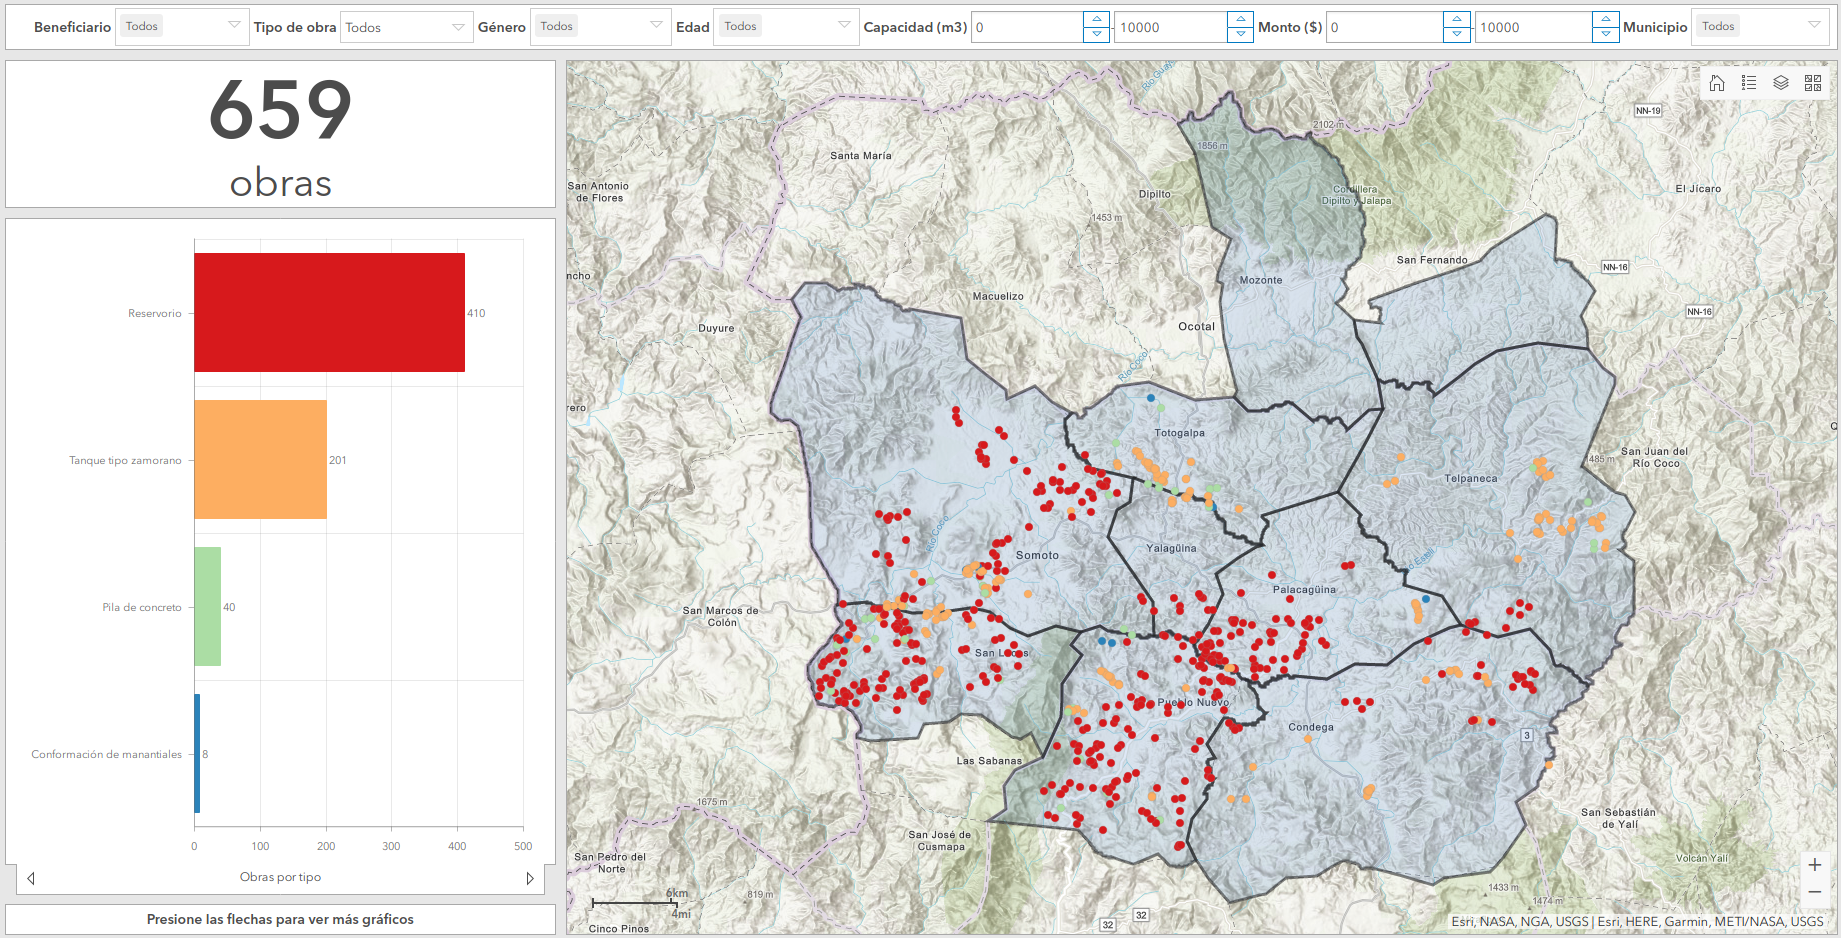 Beneficiario Todos Tipo de obra Todos Género Todos Edad Todos Capacidad (m3) 0 - 10000 Monto ($) 0 - 10000 Municipio Todos
659
obras
Reservorio
410
Tanque tipo zamorano
201
Pila de concreto
40
Conformación de manantiales
8
0 100 200 300 400 500
Obras por tipo
Presione las flechas para ver más gráficos
NN-19
2102 m
Santa María
1856 m
San Antonio
de Flores
Dipilto
Cordillera
Dipilto y Jalapa
El Jícaro
1453 m
San Fernando
NN-16
ncho
Mozonte
Macuelizo
NN-16
Duyure
Ocotal
Río Coco
rero
Totogalpa
San Juan del
Río Coco
1485 m
Telpaneca
Río Coco
Somoto
Yalagüina
Palacagüina
San Marcos de
Colón
San Lucas
Pueblo Nuevo
Condega
3
Las Sabanas
1675 m
San José de
Cusmapa
San Sebastián
de Yalí
San Pedro del
Norte
Volcán Yalí
819 m
6km
4mi
1433 m
1474 m
32
32
Cinco Pinos
+
−
Esri, NASA, NGA, USGS | Esri, HERE, Garmin, METI/NASA, USGS